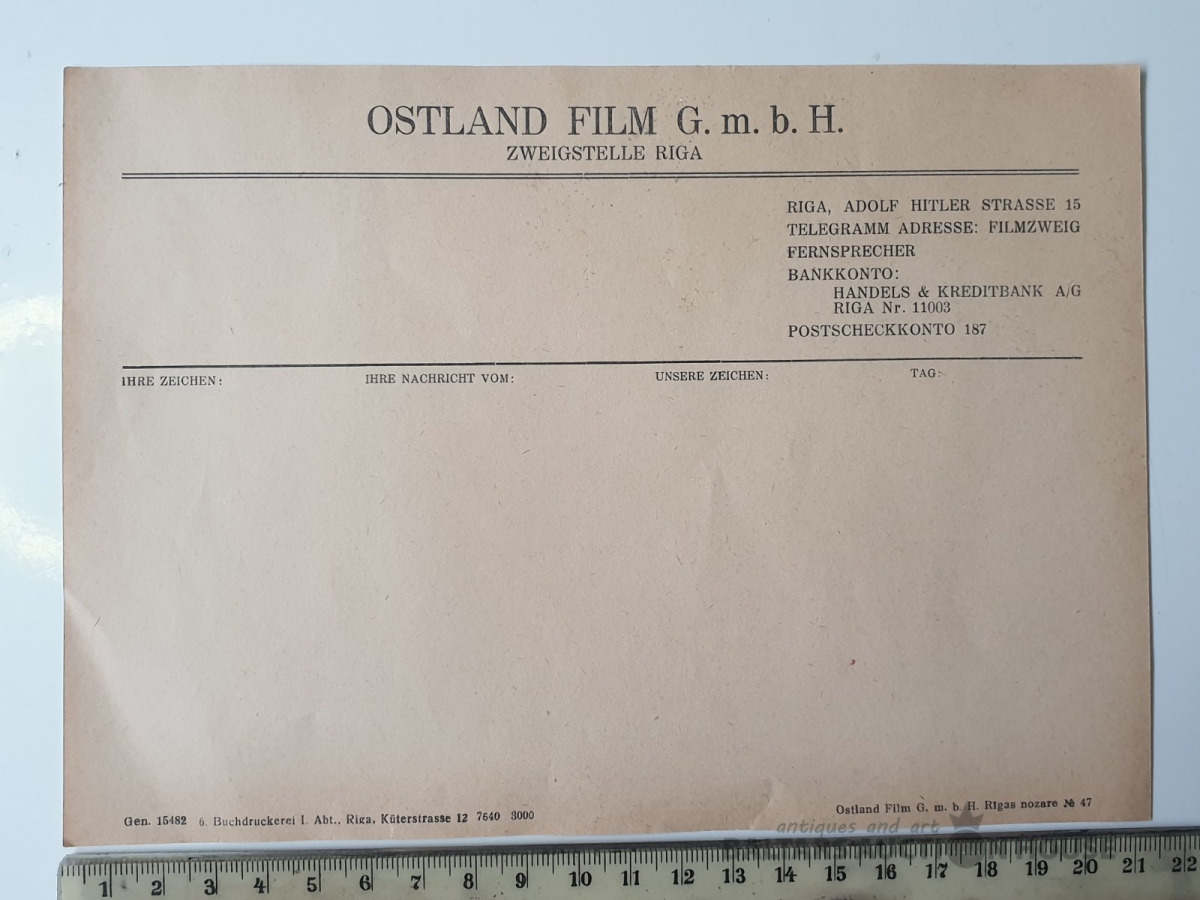 OSTLAND FILM G. m. b. H.
ZWEIGSTELLE RIGA
RIGA, ADOLF HITLER STRASSE 15
TELEGRAMM ADRESSE: FILMZWEIG
FERNSPRECHER
BANKKONTO:
HANDELS & KREDITBANK A/G
RIGA Nr. 11003
POSTSCHECKKONTO 187
IHRE ZEICHEN: IHRE NACHRICHT VOM: UNSERE ZEICHEN: TAG:
Gen. 15482 6. Buchdruckerei I. Abt., Riga, Küterstrasse 12 7640 3000
Ostland Film G. m. b. H. Rigas nozare № 47
antiques and art
1 2 3 4 5 6 7 8 9 10 11 12 13 14 15 16 17 18 19 20 21 22